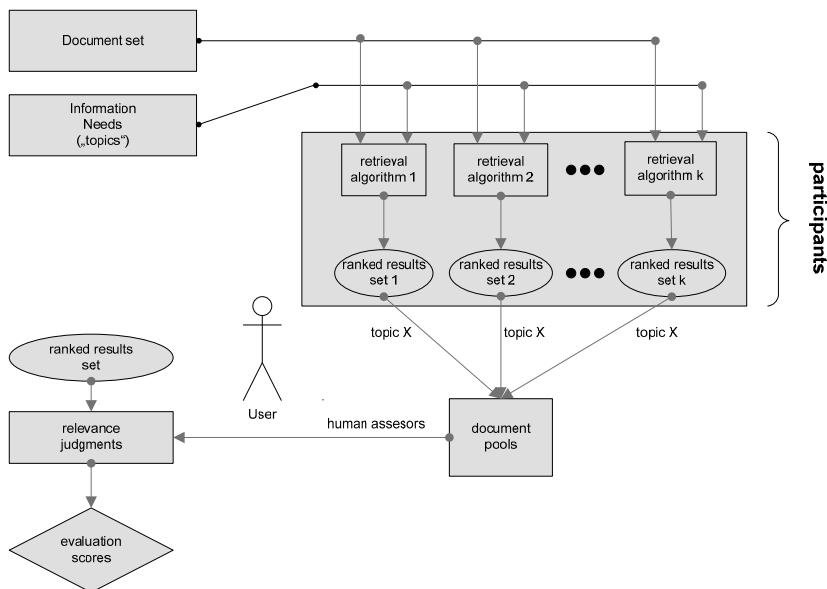 Document set
Information
Needs
(„topics“)
retrieval
algorithm 1
retrieval
algorithm 2
retrieval
algorithm k
participants
ranked results
set 1
ranked results
set 2
ranked results
set k
topic X
topic X
topic X
ranked results
set
User
human assesors
relevance
judgments
document
pools
evaluation
scores